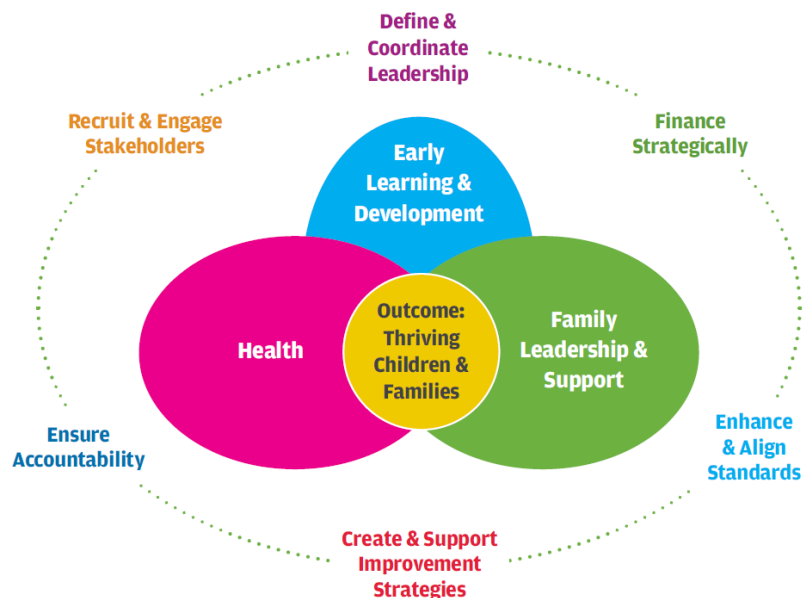 Define &
Coordinate
Leadership
Recruit & Engage
Stakeholders
Finance
Strategically
Early
Learning &
Development
Health
Outcome:
Thriving
Children &
Families
Family
Leadership &
Support
Ensure
Accountability
Enhance
& Align
Standards
Create & Support
Improvement
Strategies